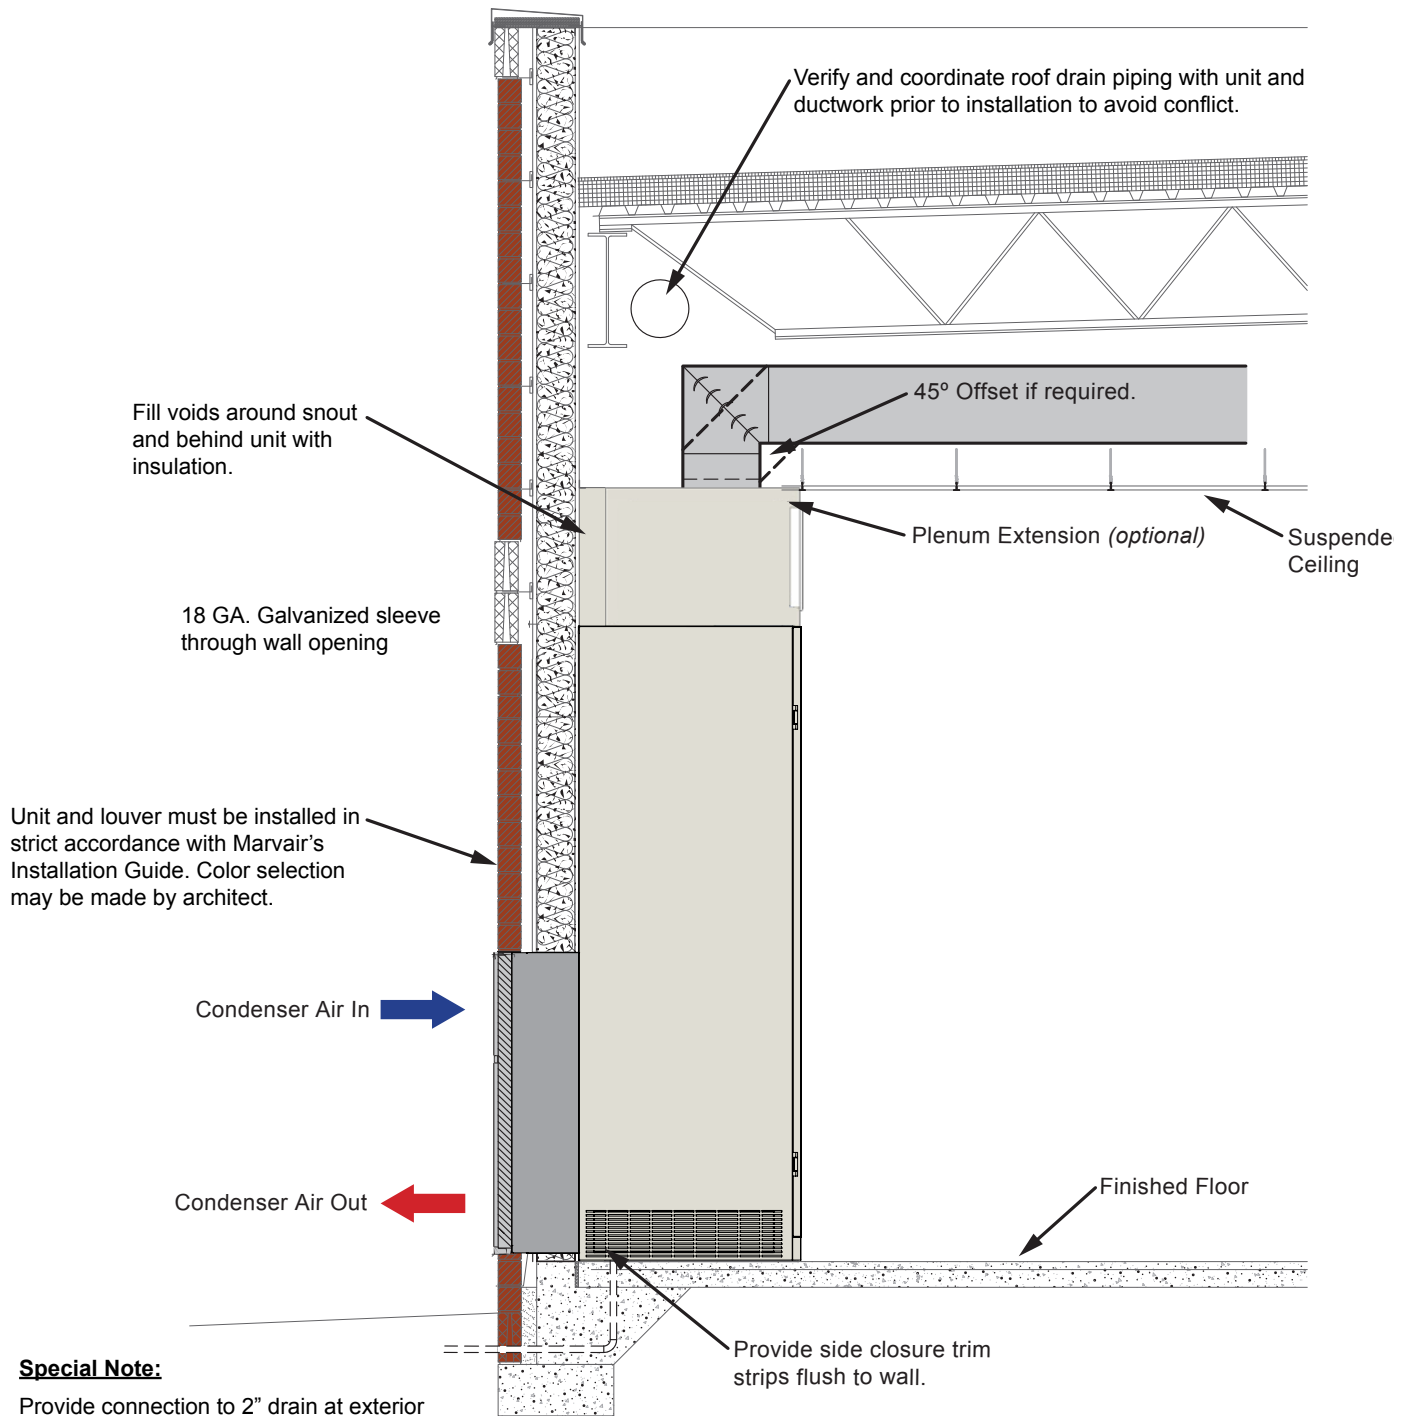 Verify and coordinate roof drain piping with unit and
ductwork prior to installation to avoid conflict.
45º Offset if required.
Fill voids around snout
and behind unit with
insulation.
Plenum Extension (optional)
Suspende
Ceiling
18 GA. Galvanized sleeve
through wall opening
Unit and louver must be installed in
strict accordance with Marvair’s
Installation Guide. Color selection
may be made by architect.
Condenser Air In
Condenser Air Out
Finished Floor
Provide side closure trim
strips flush to wall.
Special Note:
Provide connection to 2” drain at exterior